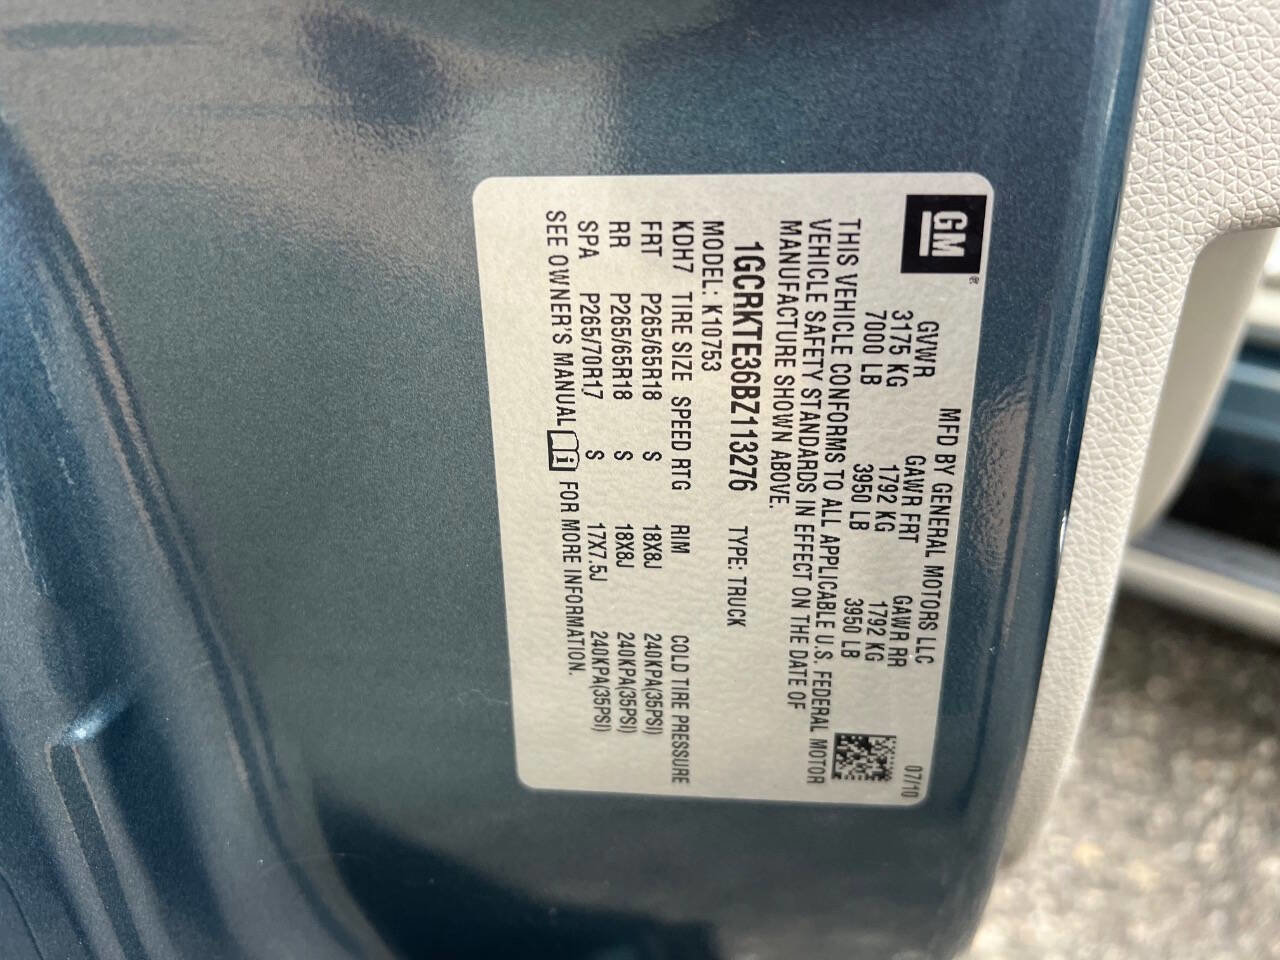 GM®
MFD BY GENERAL MOTORS LLC 07/10
GVWR GAWR FRT GAWR RR
3175 KG 1792 KG 1792 KG
7000 LB 3950 LB 3950 LB
THIS VEHICLE CONFORMS TO ALL APPLICABLE U.S. FEDERAL MOTOR
VEHICLE SAFETY STANDARDS IN EFFECT ON THE DATE OF
MANUFACTURE SHOWN ABOVE.
1GCRKTE36BZ113276 TYPE: TRUCK
MODEL: K10753
KDH7 TIRE SIZE SPEED RTG RIM COLD TIRE PRESSURE
FRT P265/65R18 S 18X8J 240KPA(35PSI)
RR P265/65R18 S 18X8J 240KPA(35PSI)
SPA P265/70R17 S 17X7.5J 240KPA(35PSI)
SEE OWNER'S MANUAL i FOR MORE INFORMATION.